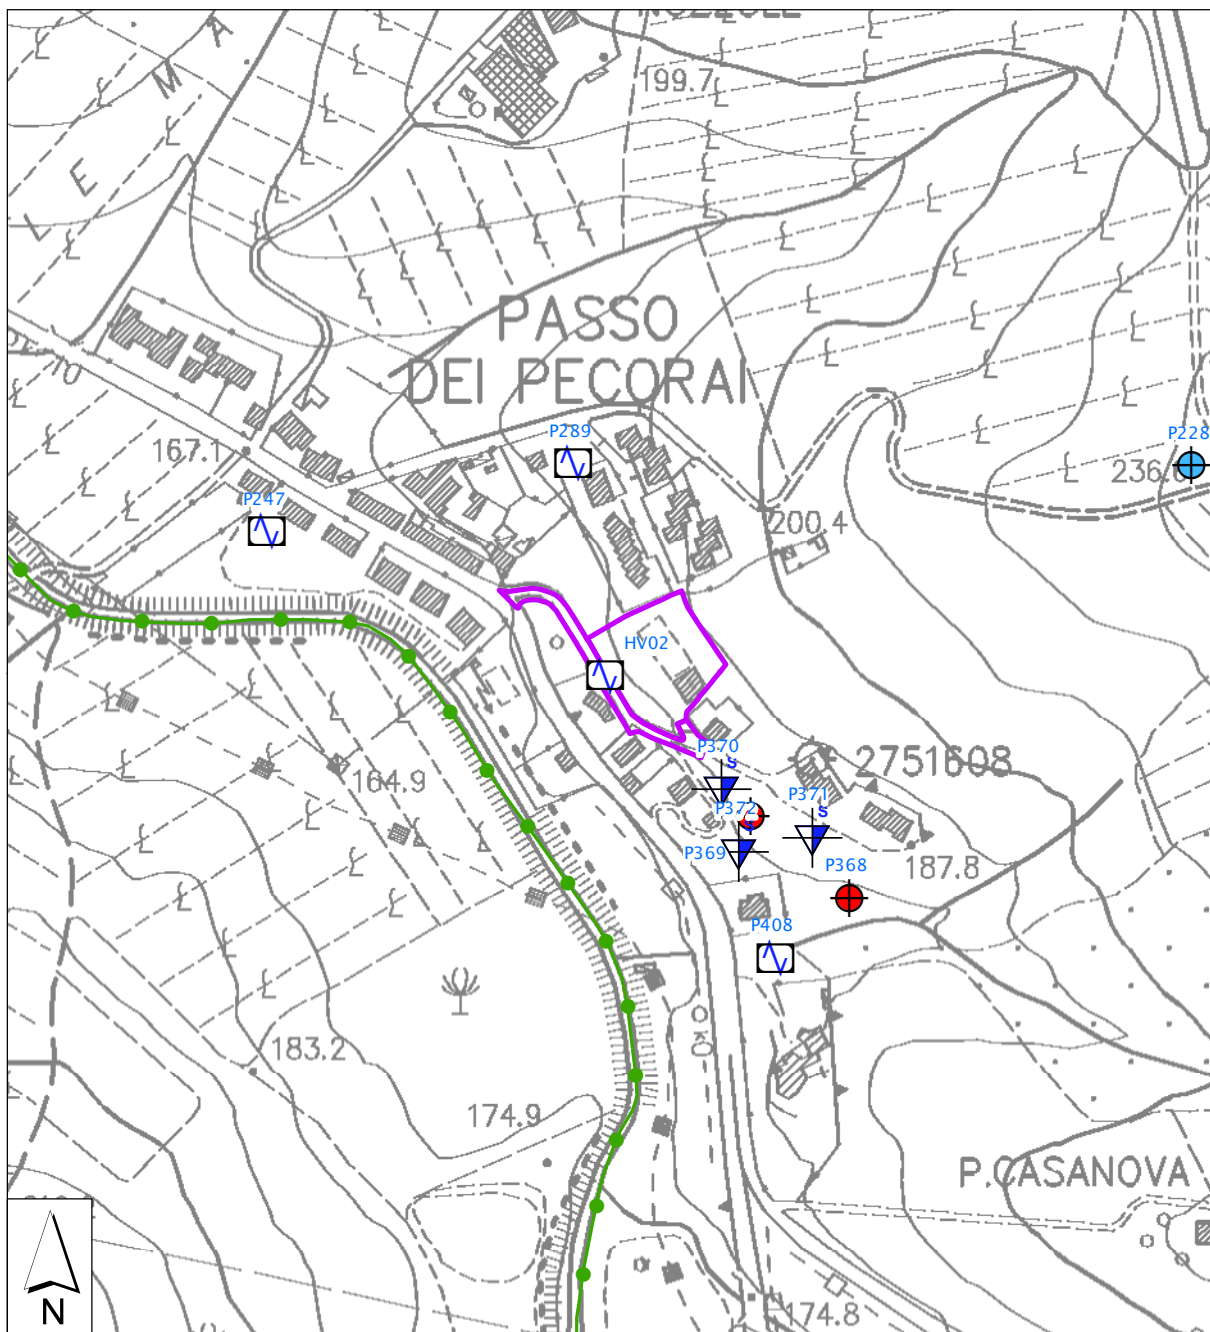 199.7
L E M A
PASSO
DEI PECORAI
P289
P228
167.1
236.
P247
200.4
HV02
P370
s
2751608
164.9
P372
P371
s
s
P369
187.8
P368
P408
183.2
174.9
P.CASANOVA
174.8
N